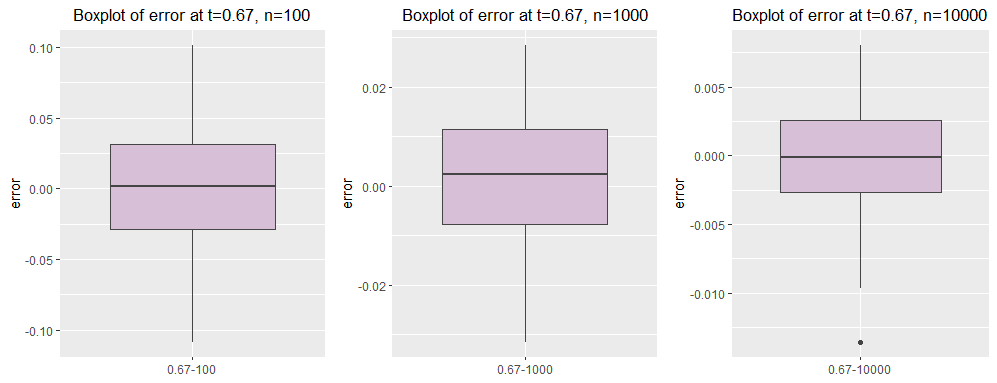 Boxplot of error at t=0.67, n=100
0.10
0.05
0.00
-0.05
-0.10
error
0.67-100
Boxplot of error at t=0.67, n=1000
0.02
0.00
-0.02
error
0.67-1000
Boxplot of error at t=0.67, n=10000
0.005
0.000
-0.005
-0.010
error
0.67-10000